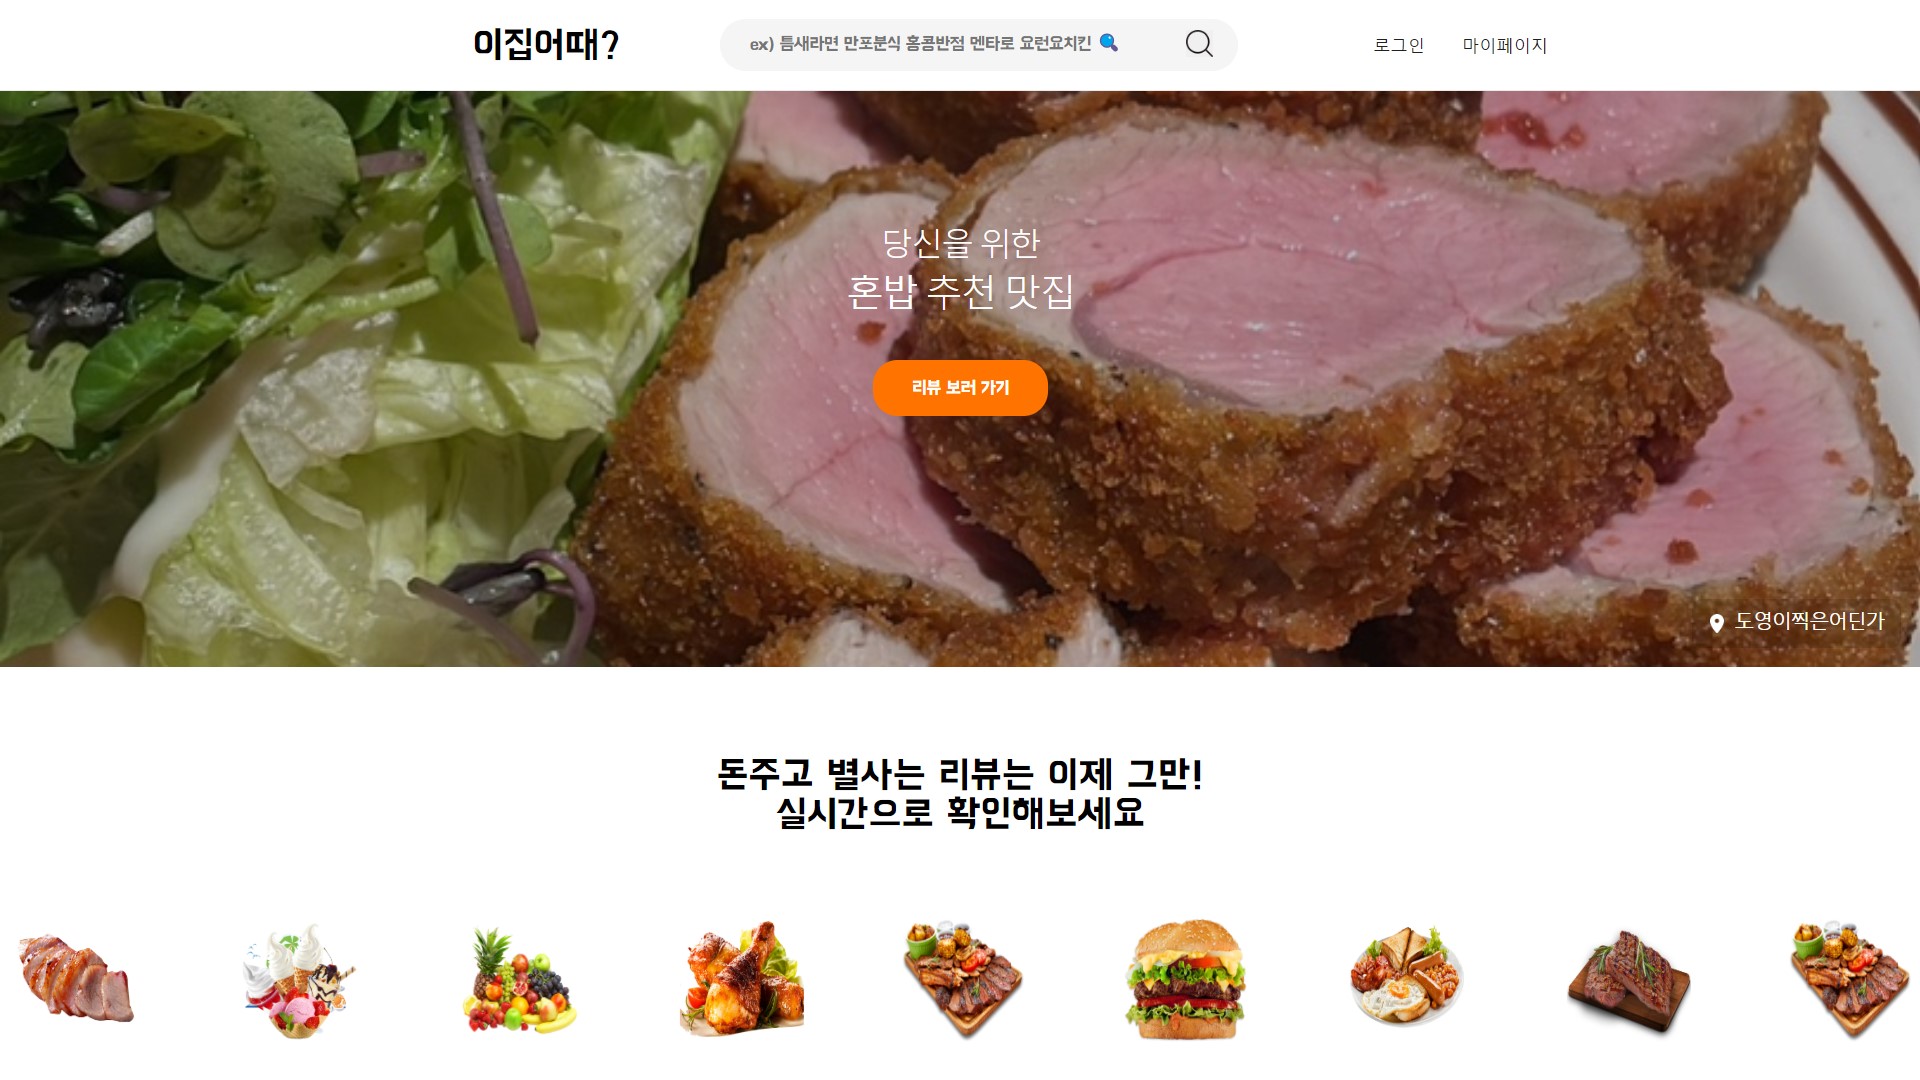 이집어때?
ex) 틈새라면 만포분식 홍콩반점 멘타로 요런요치킨 🔍
로그인
마이페이지
당신을 위한
혼밥 추천 맛집
리뷰 보러 가기
도영이찍은어딘가
돈주고 별사는 리뷰는 이제 그만!
실시간으로 확인해보세요